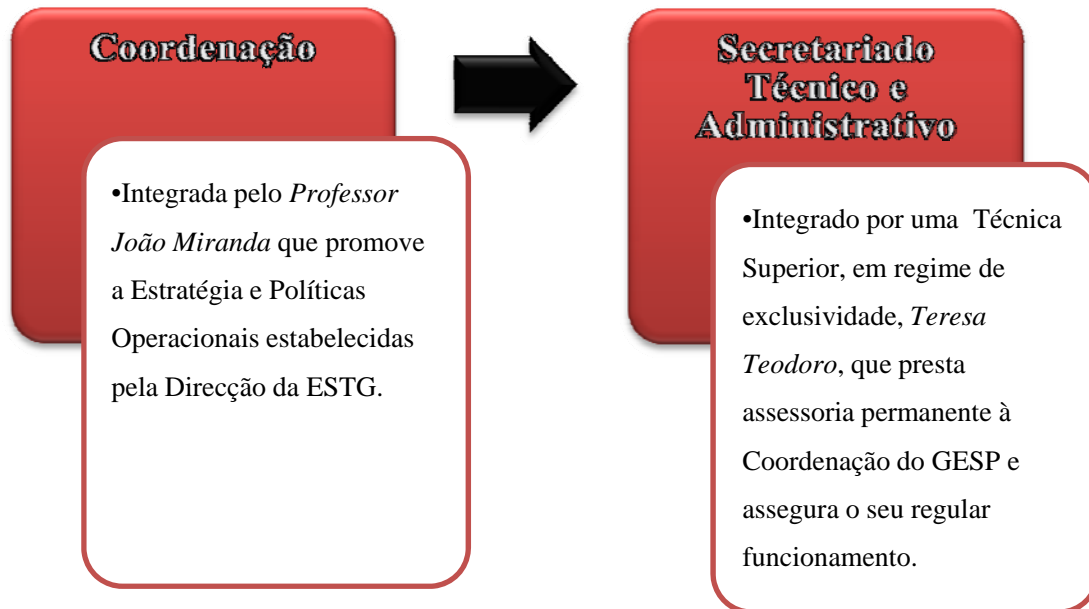 Coordenação
•Integrada pelo Professor
João Miranda que promove
a Estratégia e Políticas
Operacionais estabelecidas
pela Direcção da ESTG.
Secretariado
Técnico e
Administrativo
•Integrado por uma Técnica
Superior, em regime de
exclusividade, Teresa
Teodoro, que presta
assessoria permanente à
Coordenação do GESP e
assegura o seu regular
funcionamento.